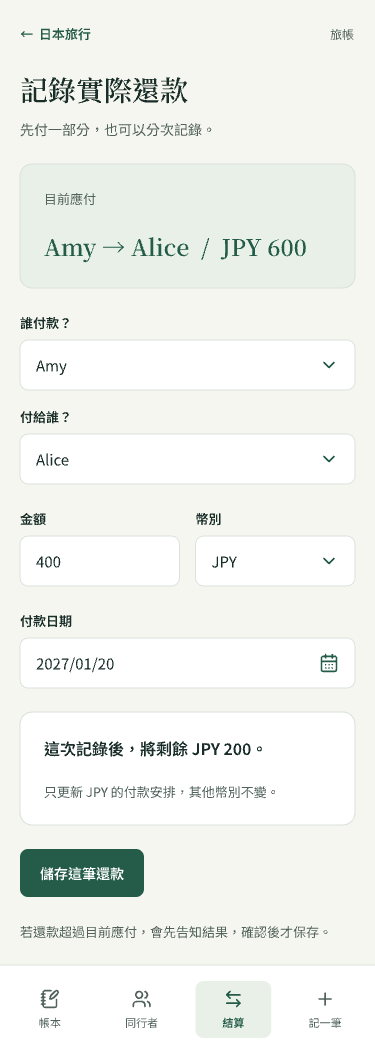 ← 日本旅行
旅帳
記錄實際還款
先付一部分，也可以分次記錄。
目前應付
Amy → Alice / JPY 600
誰付款？
Amy
付給誰？
Alice
金額
幣別
400
JPY
付款日期
2027/01/20
這次記錄後，將剩餘 JPY 200。
只更新 JPY 的付款安排，其他幣別不變。
儲存這筆還款
若還款超過目前應付，會先告知結果，確認後才保存。
帳本
同行者
結算
記一筆